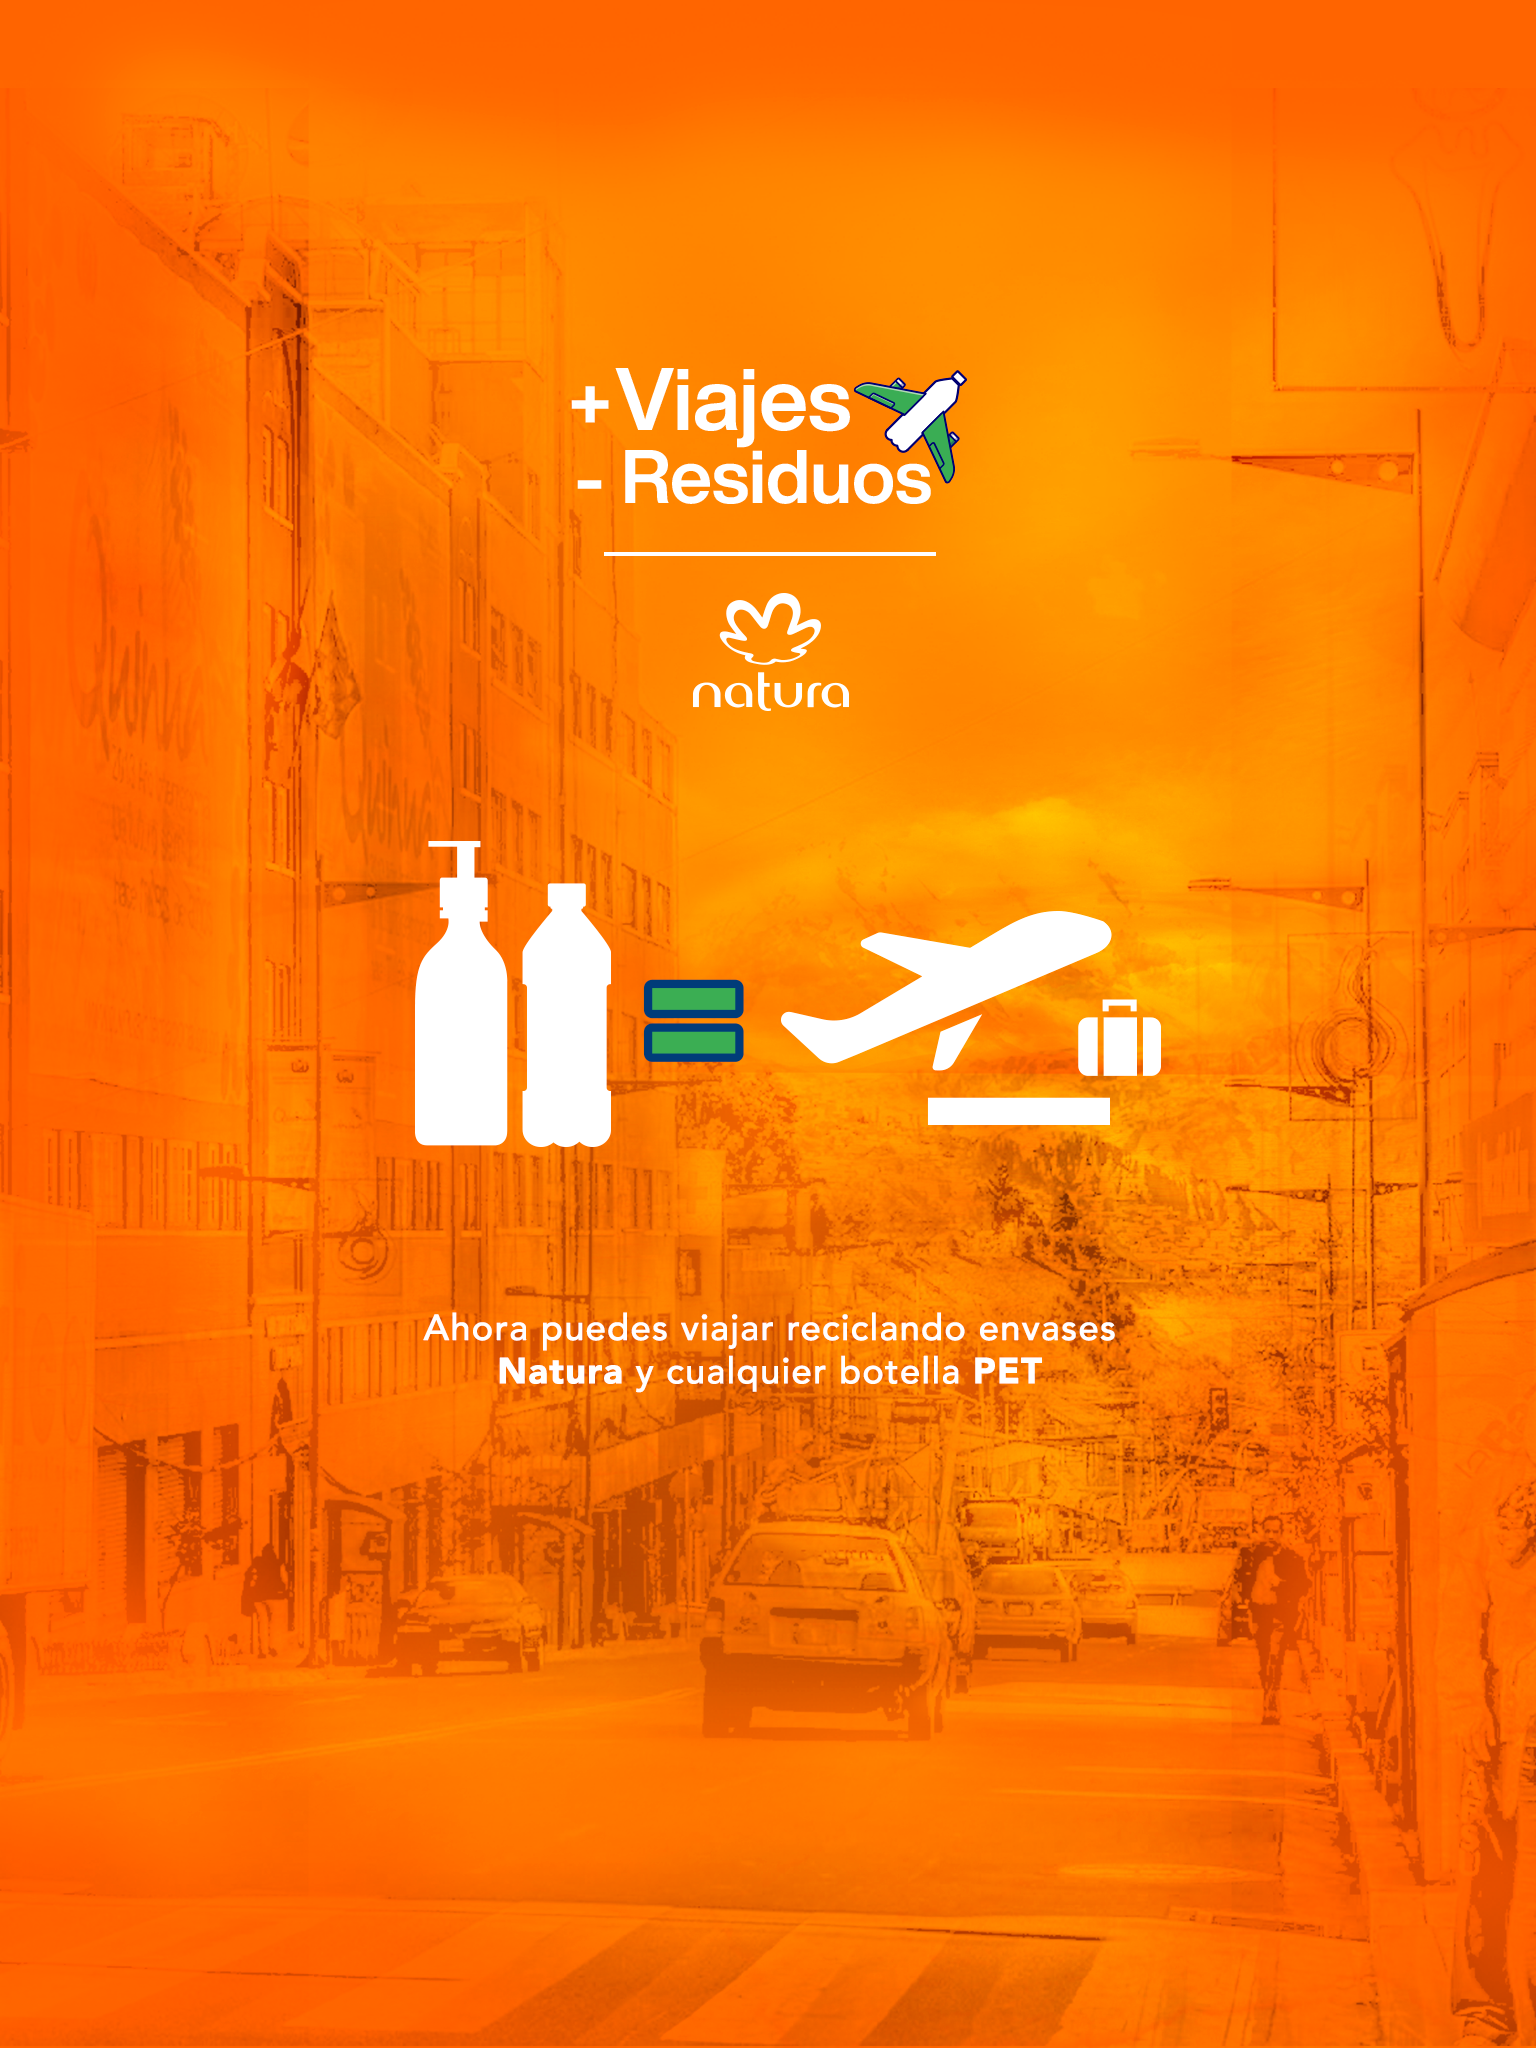 + Viajes
- Residuos
natura
Ahora puedes viajar reciclando envases
Natura y cualquier botella PET